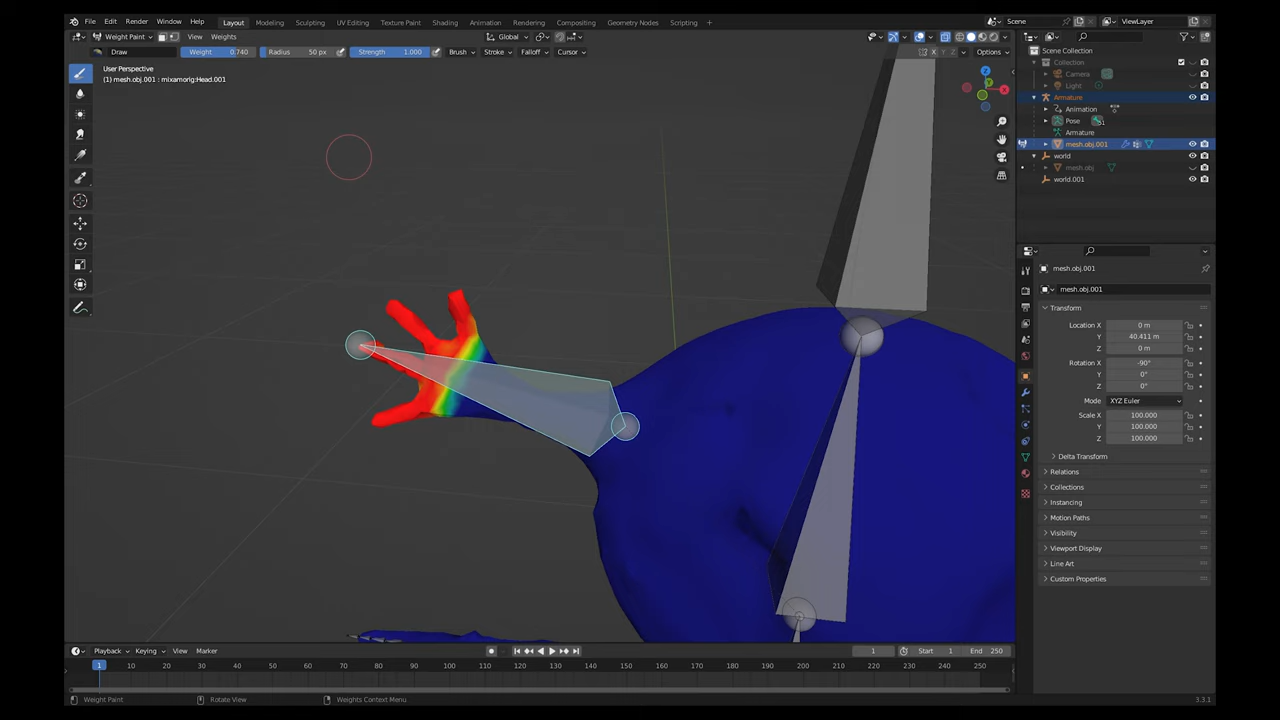 File Edit Render Window Help Layout Modeling Sculpting UV Editing Texture Paint Shading Animation Rendering Compositing Geometry Nodes Scripting + Scene ViewLayer
Weight Paint View Weights Global
Draw Weight 0.740 Radius 50 px Strength 1.000 Brush Stroke Falloff Cursor X Y Z Options
User Perspective
(1) mesh.obj.001 : mixamorig:Head.001
Z
Y
X
Scene Collection
Collection
Camera
Light
Armature
Animation
Pose 1
Armature
mesh.obj.001
world
mesh.obj
world.001
mesh.obj.001
mesh.obj.001
Transform
Location X 0 m
Y 40.411 m
Z 0 m
Rotation X -90°
Y 0°
Z 0°
Mode XYZ Euler
Scale X 100.000
Y 100.000
Z 100.000
Delta Transform
Relations
Collections
Instancing
Motion Paths
Visibility
Viewport Display
Line Art
Custom Properties
Playback Keying View Marker 1 Start 1 End 250
1 10 20 30 40 50 60 70 80 90 100 110 120 130 140 150 160 170 180 190 200 210 220 230 240 250
Weight Paint Rotate View Weights Context Menu 3.3.1